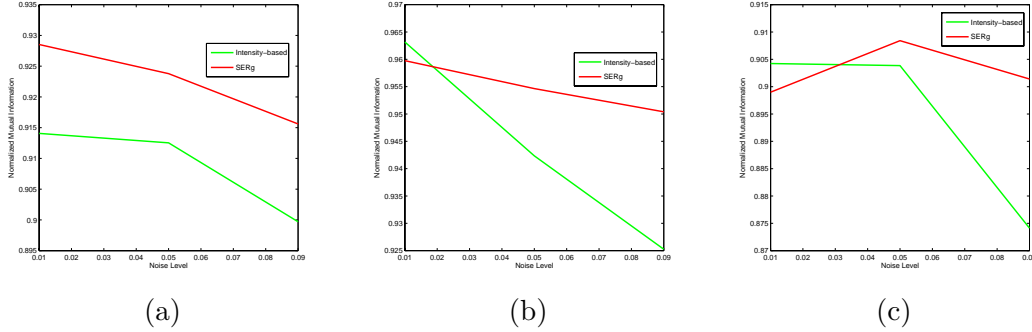 0.935
0.93
0.925
0.92
0.915
0.91
0.905
0.9
0.895
Normalized Mutual Information
Intensity−based
SERg
0.01 0.02 0.03 0.04 0.05 0.06 0.07 0.08 0.09
Noise Level
(a)
0.97
0.965
0.96
0.955
0.95
0.945
0.94
0.935
0.93
0.925
Normalized Mutual Information
Intensity−based
SERg
0.01 0.02 0.03 0.04 0.05 0.06 0.07 0.08 0.09
Noise Level
(b)
0.915
0.91
0.905
0.9
0.895
0.89
0.885
0.88
0.875
0.87
Normalized Mutual Information
Intensity−based
SERg
0.01 0.02 0.03 0.04 0.05 0.06 0.07 0.08 0.09
Noise Level
(c)